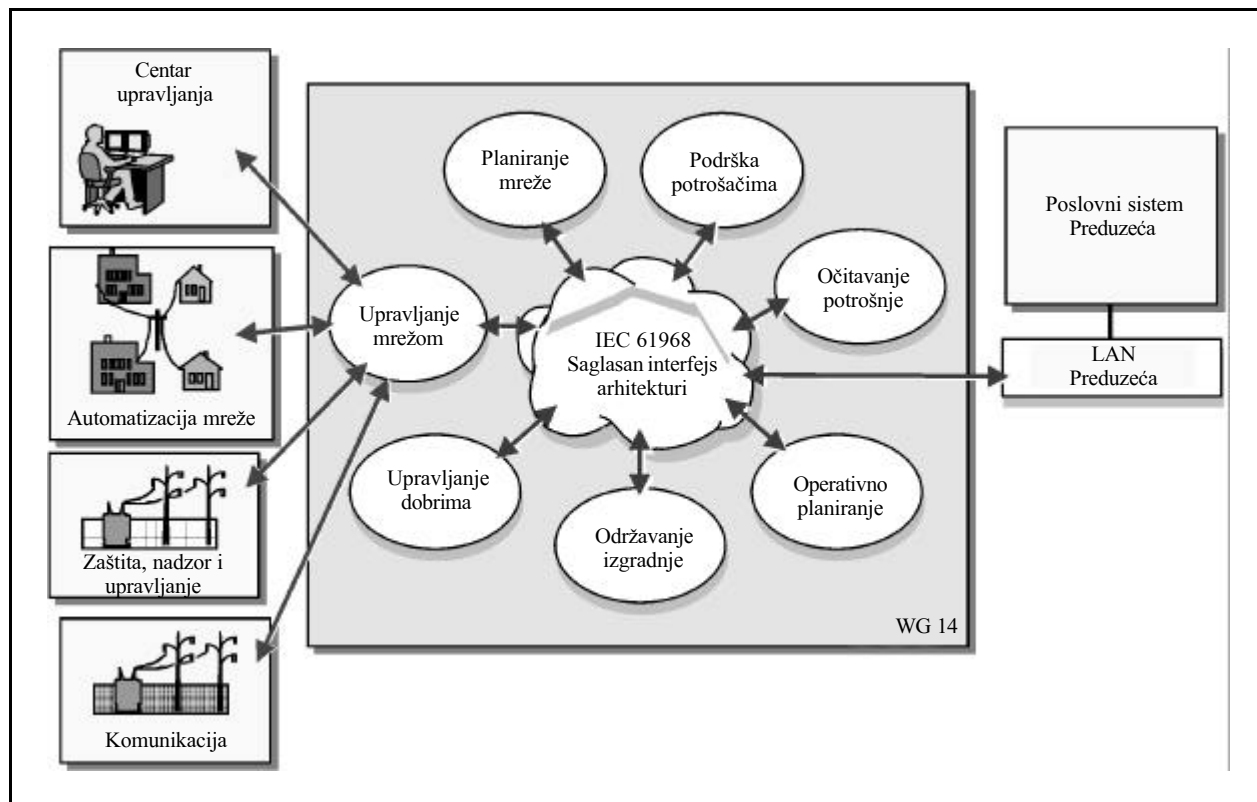 Centar
upravljanja
Automatizacija mreže
Zaštita, nadzor i
upravljanje
Komunikacija
Upravljanje
mrežom
Planiranje
mreže
Podrška
potrošačima
Očitavanje
potrošnje
IEC 61968
Saglasan interfejs
arhitekturi
Upravljanje
dobrima
Održavanje
izgradnje
Operativno
planiranje
WG 14
Poslovni sistem
Preduzeća
LAN
Preduzeća